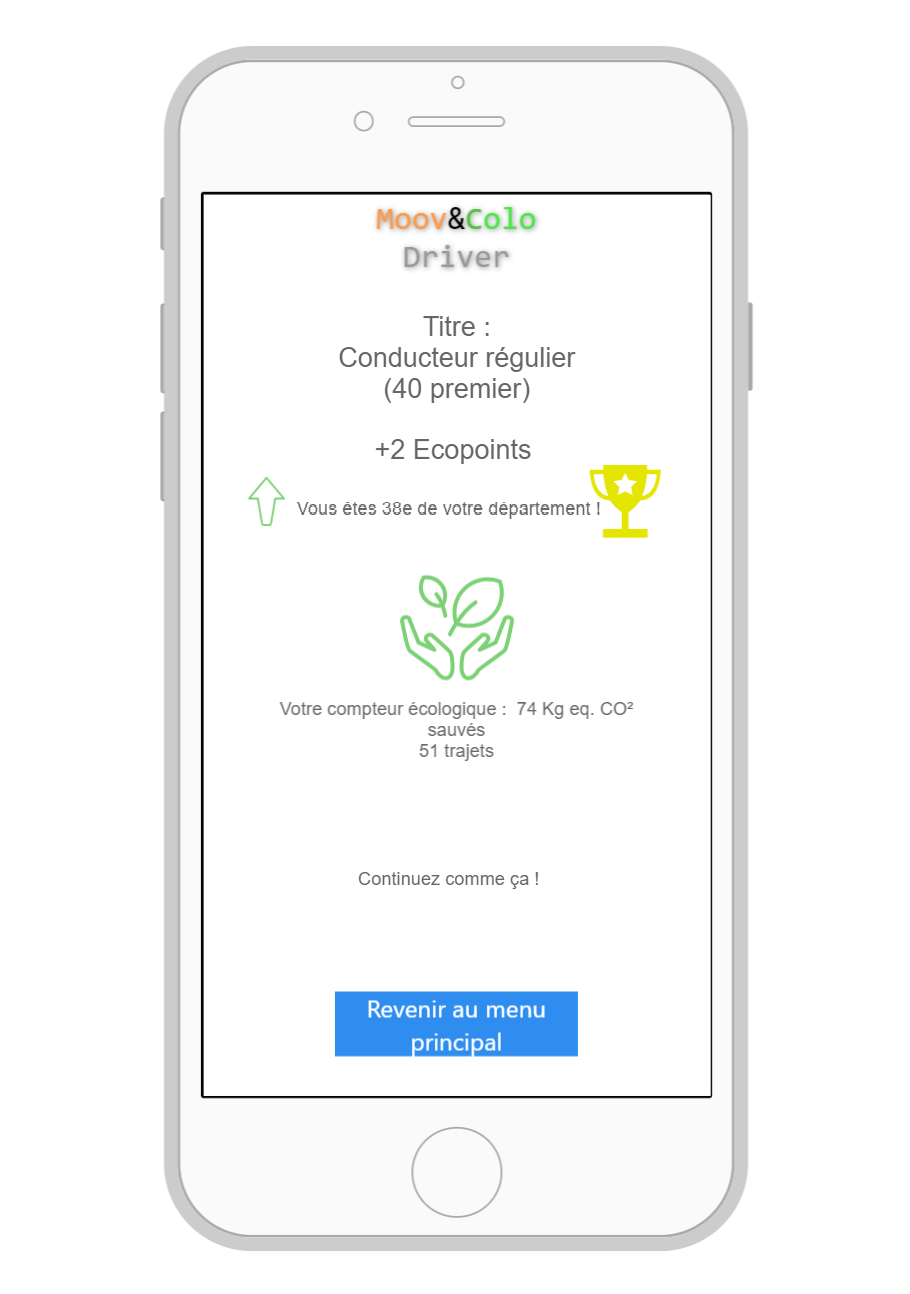 Moov&Colo
Driver
Titre :
Conducteur régulier
(40 premier)
+2 Ecopoints
Vous êtes 38e de votre département !
Votre compteur écologique :  74 Kg eq. CO²
sauvés
51 trajets
Continuez comme ça !
Revenir au menu
principal